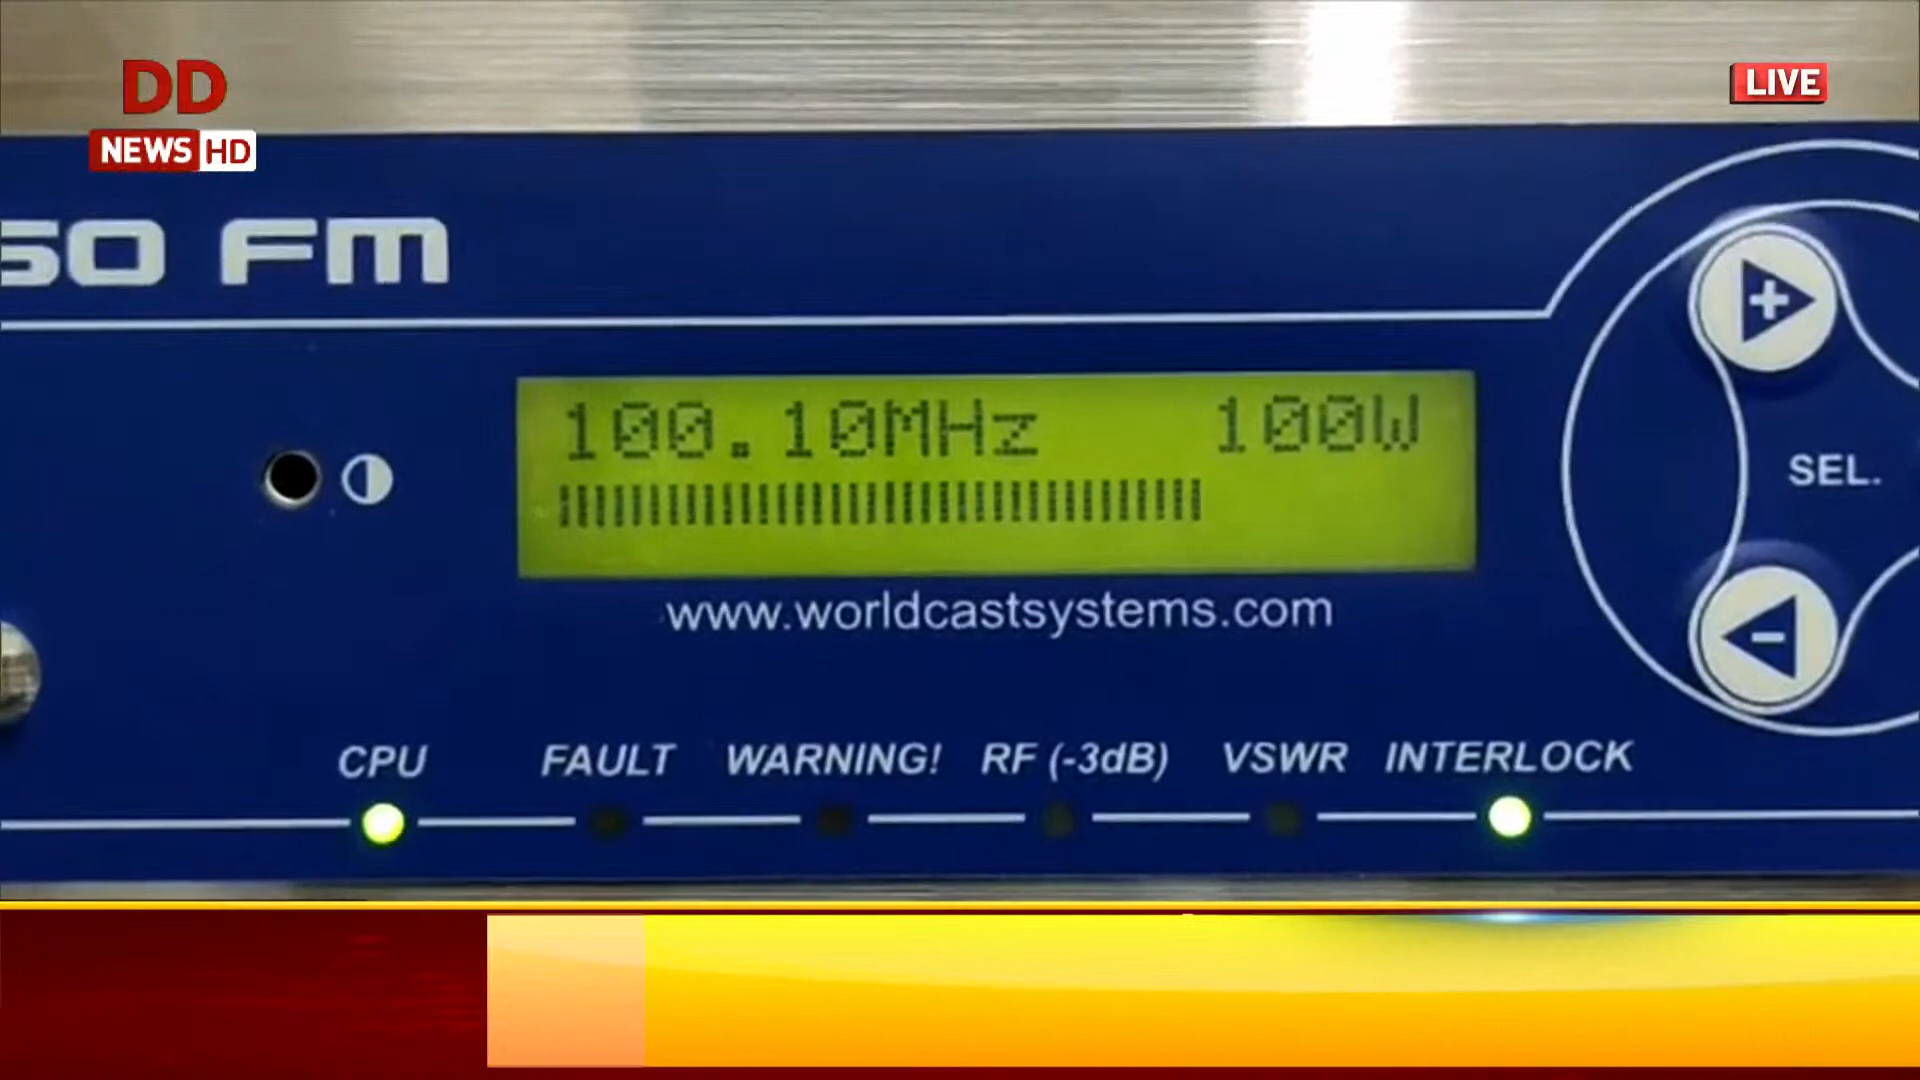 DD
NEWS HD
LIVE
50 FM
100.10MHz 100W
SEL.
www.worldcastsystems.com
CPU FAULT WARNING! RF (-3dB) VSWR INTERLOCK